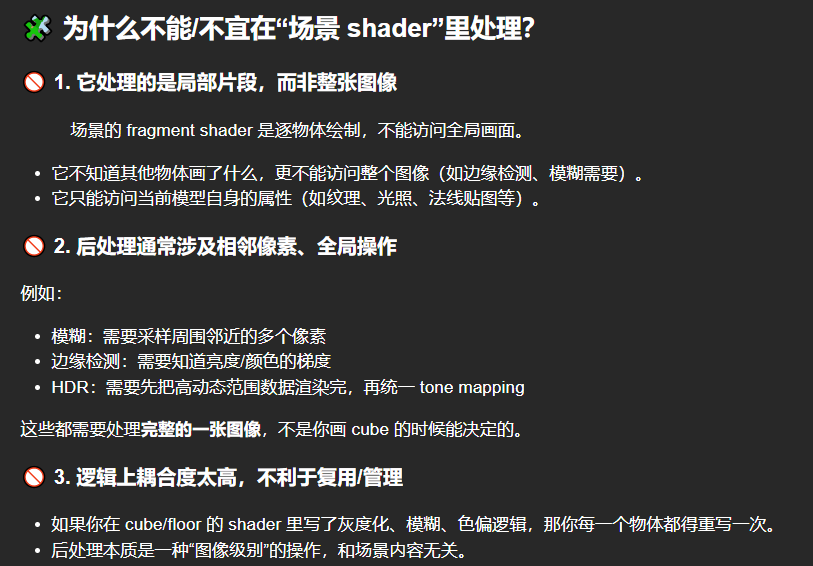 为什么不能/不宜在“场景 shader”里处理？
1. 它处理的是局部片段，而非整张图像
场景的 fragment shader 是逐物体绘制，不能访问全局画面。
• 它不知道其他物体画了什么，更不能访问整个图像（如边缘检测、模糊需要）。
• 它只能访问当前模型自身的属性（如纹理、光照、法线贴图等）。
2. 后处理通常涉及相邻像素、全局操作
例如：
• 模糊：需要采样周围邻近的多个像素
• 边缘检测：需要知道亮度/颜色的梯度
• HDR：需要先把高动态范围数据渲染完，再统一 tone mapping
这些都需要处理完整的一张图像，不是你画 cube 的时候能决定的。
3. 逻辑上耦合度太高，不利于复用/管理
• 如果你在 cube/floor 的 shader 里写了灰度化、模糊、色偏逻辑，那你每一个物体都得重写一次。
• 后处理本质是一种“图像级别”的操作，和场景内容无关。